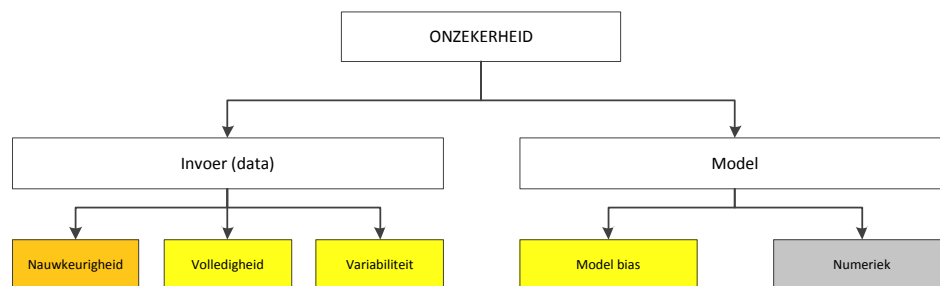 ONZEKERHEID
Invoer (data)
Model
Nauwkeurigheid
Volledigheid
Variabiliteit
Model bias
Numeriek